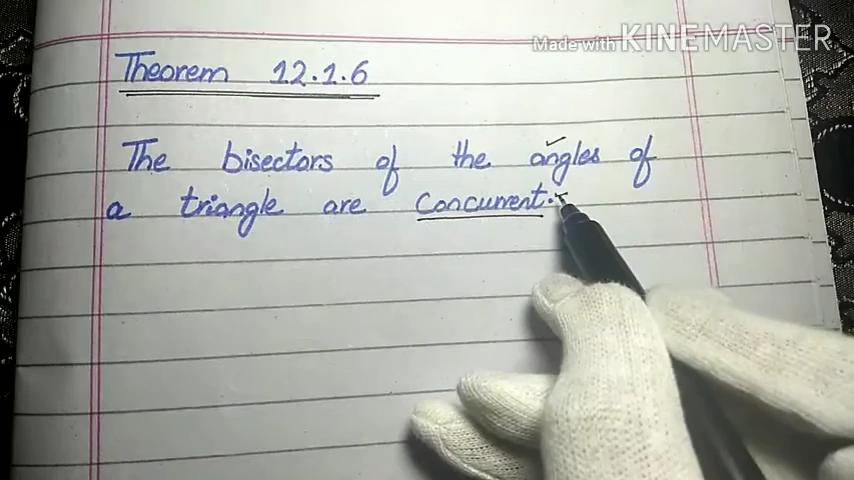 Made with KINEMASTER
Theorem 12.1.6
The bisectors of the angles of
a triangle are Concurrent.